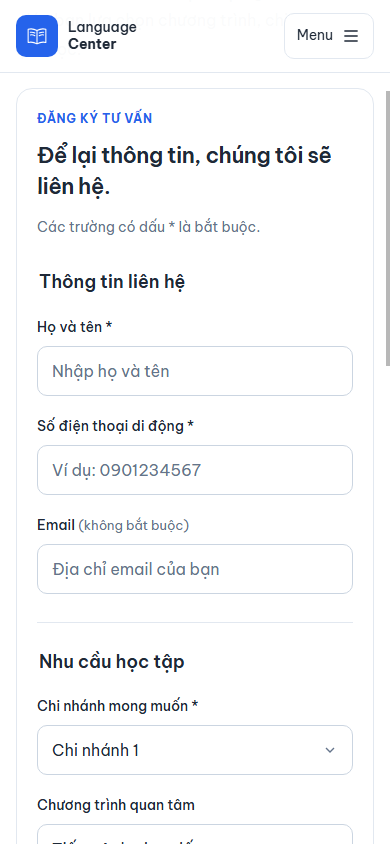 Language
Center
Menu
ĐĂNG KÝ TƯ VẤN
Để lại thông tin, chúng tôi sẽ
liên hệ.
Các trường có dấu * là bắt buộc.
Thông tin liên hệ
Họ và tên *
Nhập họ và tên
Số điện thoại di động *
Ví dụ: 0901234567
Email (không bắt buộc)
Địa chỉ email của bạn
Nhu cầu học tập
Chi nhánh mong muốn *
Chi nhánh 1
Chương trình quan tâm